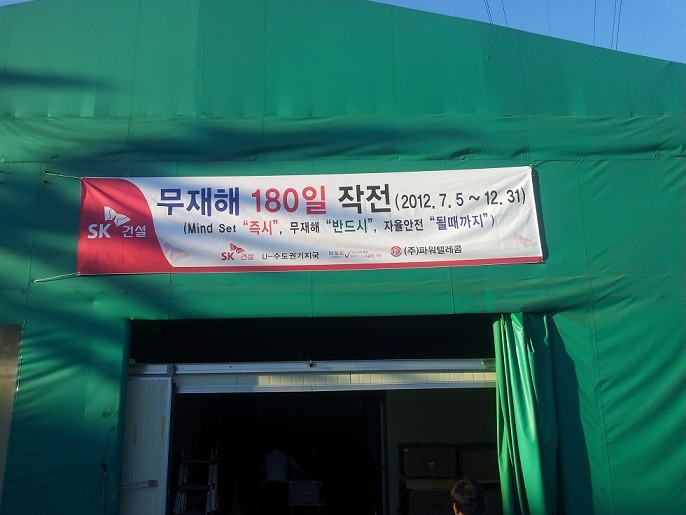 무재해 180일 작전(2012. 7. 5 ~ 12. 31)
SK 건설
(Mind Set "즉시", 무재해 "반드시", 자율안전 "될때까지")
SK 건설 U-수도권기지국 HSE (주)파워텔레콤